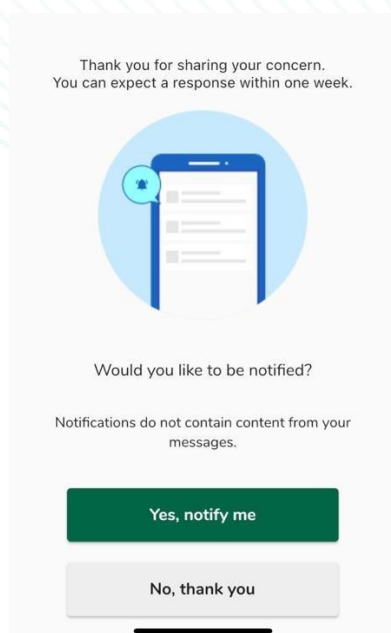 Thank you for sharing your concern.
You can expect a response within one week.
Would you like to be notified?
Notifications do not contain content from your
messages.
Yes, notify me
No, thank you